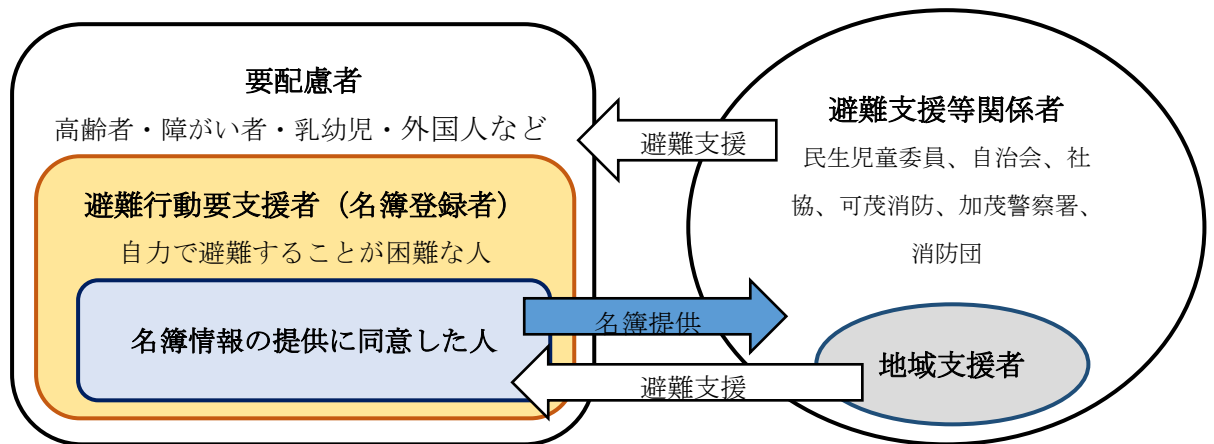 要配慮者
高齢者・障がい者・乳幼児・外国人など
避難行動要支援者（名簿登録者）
自力で避難することが困難な人
名簿情報の提供に同意した人
避難支援
名簿提供
避難支援
避難支援等関係者
民生児童委員、自治会、社
協、可茂消防、加茂警察署、
消防団
地域支援者